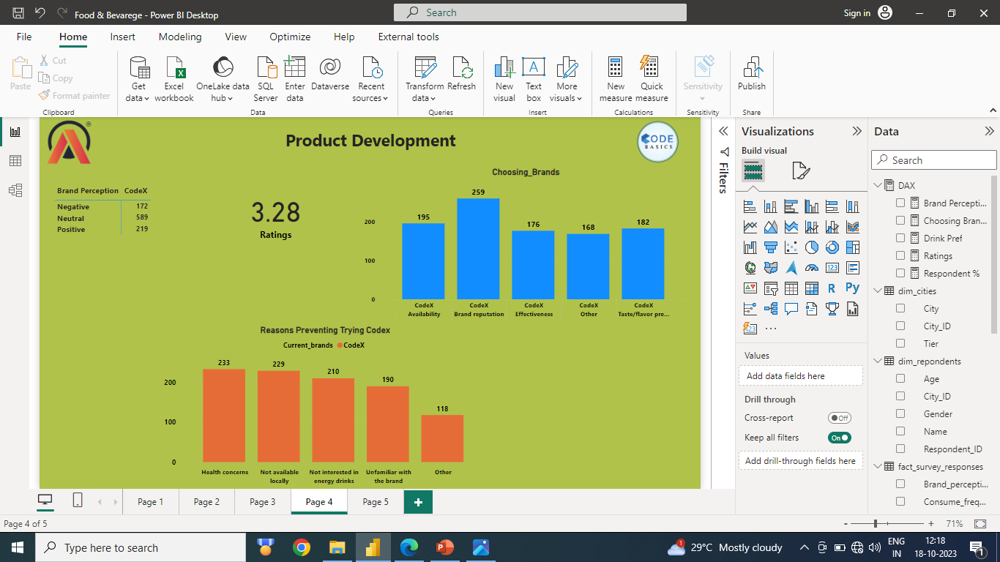 Food & Bevarege - Power BI Desktop
Search
Sign in
File Home Insert Modeling View Optimize Help External tools
Paste
Cut
Copy
Format painter
Clipboard
Get data
Excel workbook
OneLake data hub
SQL Server
Enter data
Dataverse
Recent sources
Data
Transform data
Refresh
Queries
New visual
Text box
More visuals
Insert
New measure
Quick measure
Calculations
Sensitivity
Sensitivity
Publish
Share
Product Development
CODE
BASICS
Brand Perception CodeX
Negative 172
Neutral 589
Positive 219
3.28
Ratings
Choosing_Brands
200
100
0
195
259
176
168
182
CodeX
Availability
CodeX
Brand reputation
CodeX
Effectiveness
CodeX
Other
CodeX
Taste/flavor pre...
Reasons Preventing Trying Codex
Current_brands CodeX
200
100
0
233
229
210
190
118
Health concerns
Not available
locally
Not interested in
energy drinks
Unfamiliar with
the brand
Other
Filters
Visualizations
Build visual
123
R
Py
123
Values
Add data fields here
Drill through
Cross-report
Off
Keep all filters
On
Add drill-through fields here
Data
Search
DAX
Brand Percepti...
Choosing Bran...
Drink Pref
Ratings
Respondent %
dim_cities
City
City_ID
Tier
dim_repondents
Age
City_ID
Gender
Name
Respondent_ID
fact_survey_responses
Brand_percepti...
Consume_freq...
Page 1
Page 2
Page 3
Page 4
Page 5
Page 4 of 5
71%
Type here to search
1
29°C Mostly cloudy
ENG
IN
12:18
18-10-2023
1